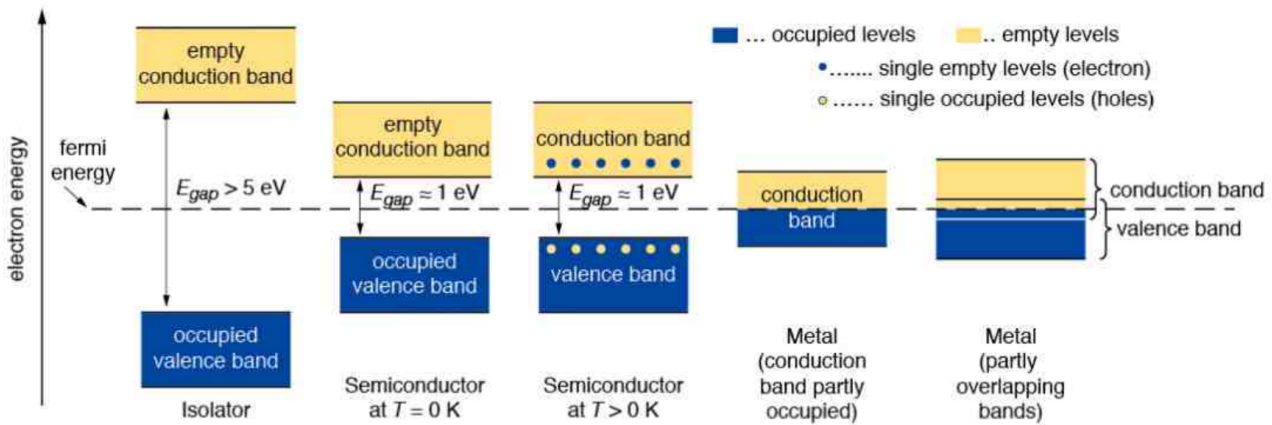 ... occupied levels
.. empty levels
....... single empty levels (electron)
...... single occupied levels (holes)
electron energy
fermi
energy
empty
conduction band
E_gap > 5 eV
occupied
valence band
Isolator
empty
conduction band
E_gap ≈ 1 eV
occupied
valence band
Semiconductor
at T = 0 K
conduction band
E_gap ≈ 1 eV
valence band
Semiconductor
at T > 0 K
conduction
band
Metal
(conduction
band partly
occupied)
conduction band
valence band
Metal
(partly
overlapping
bands)